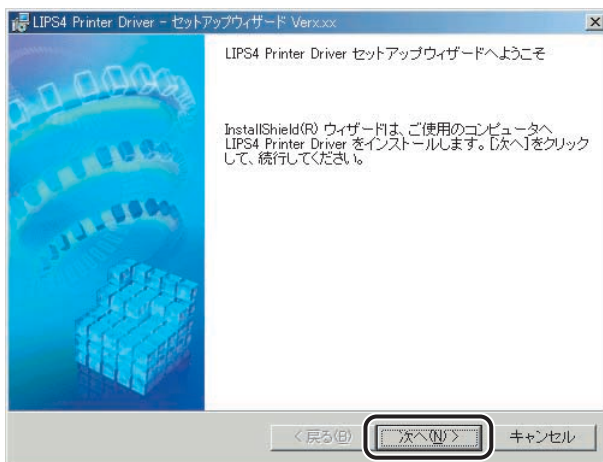 LIPS4 Printer Driver - セットアップウィザード Verx.xx
LIPS4 Printer Driver セットアップウィザードへようこそ
InstallShield(R) ウィザードは、ご使用のコンピュータへ
LIPS4 Printer Driver をインストールします。[次へ]をクリック
して、続行してください。
< 戻る(B)
次へ(N) >
キャンセル